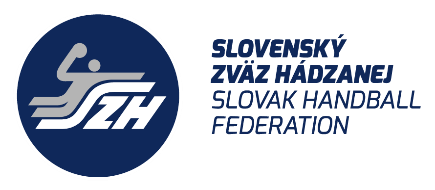 SZH
SLOVENSKÝ
ZVÄZ HÁDZANEJ
SLOVAK HANDBALL
FEDERATION